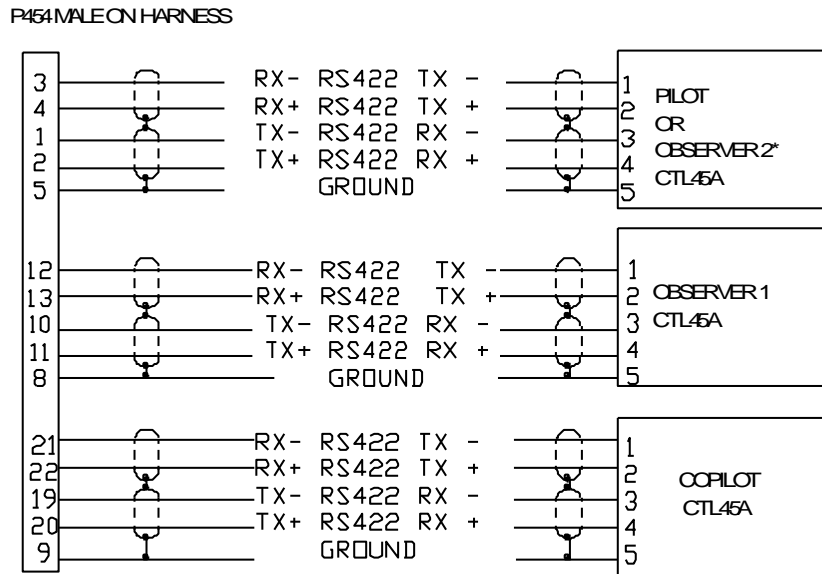 P454 MALE ON HARNESS
3 RX- RS422 TX - 1
4 RX+ RS422 TX + 2
1 TX- RS422 RX - 3
2 TX+ RS422 RX + 4
5 GROUND 5
PILOT
OR
OBSERVER 2*
CTL45A
12 RX- RS422 TX - 1
13 RX+ RS422 TX + 2
10 TX- RS422 RX - 3
11 TX+ RS422 RX + 4
8 GROUND 5
OBSERVER 1
CTL45A
21 RX- RS422 TX - 1
22 RX+ RS422 TX + 2
19 TX- RS422 RX - 3
20 TX+ RS422 RX + 4
9 GROUND 5
COPILOT
CTL45A